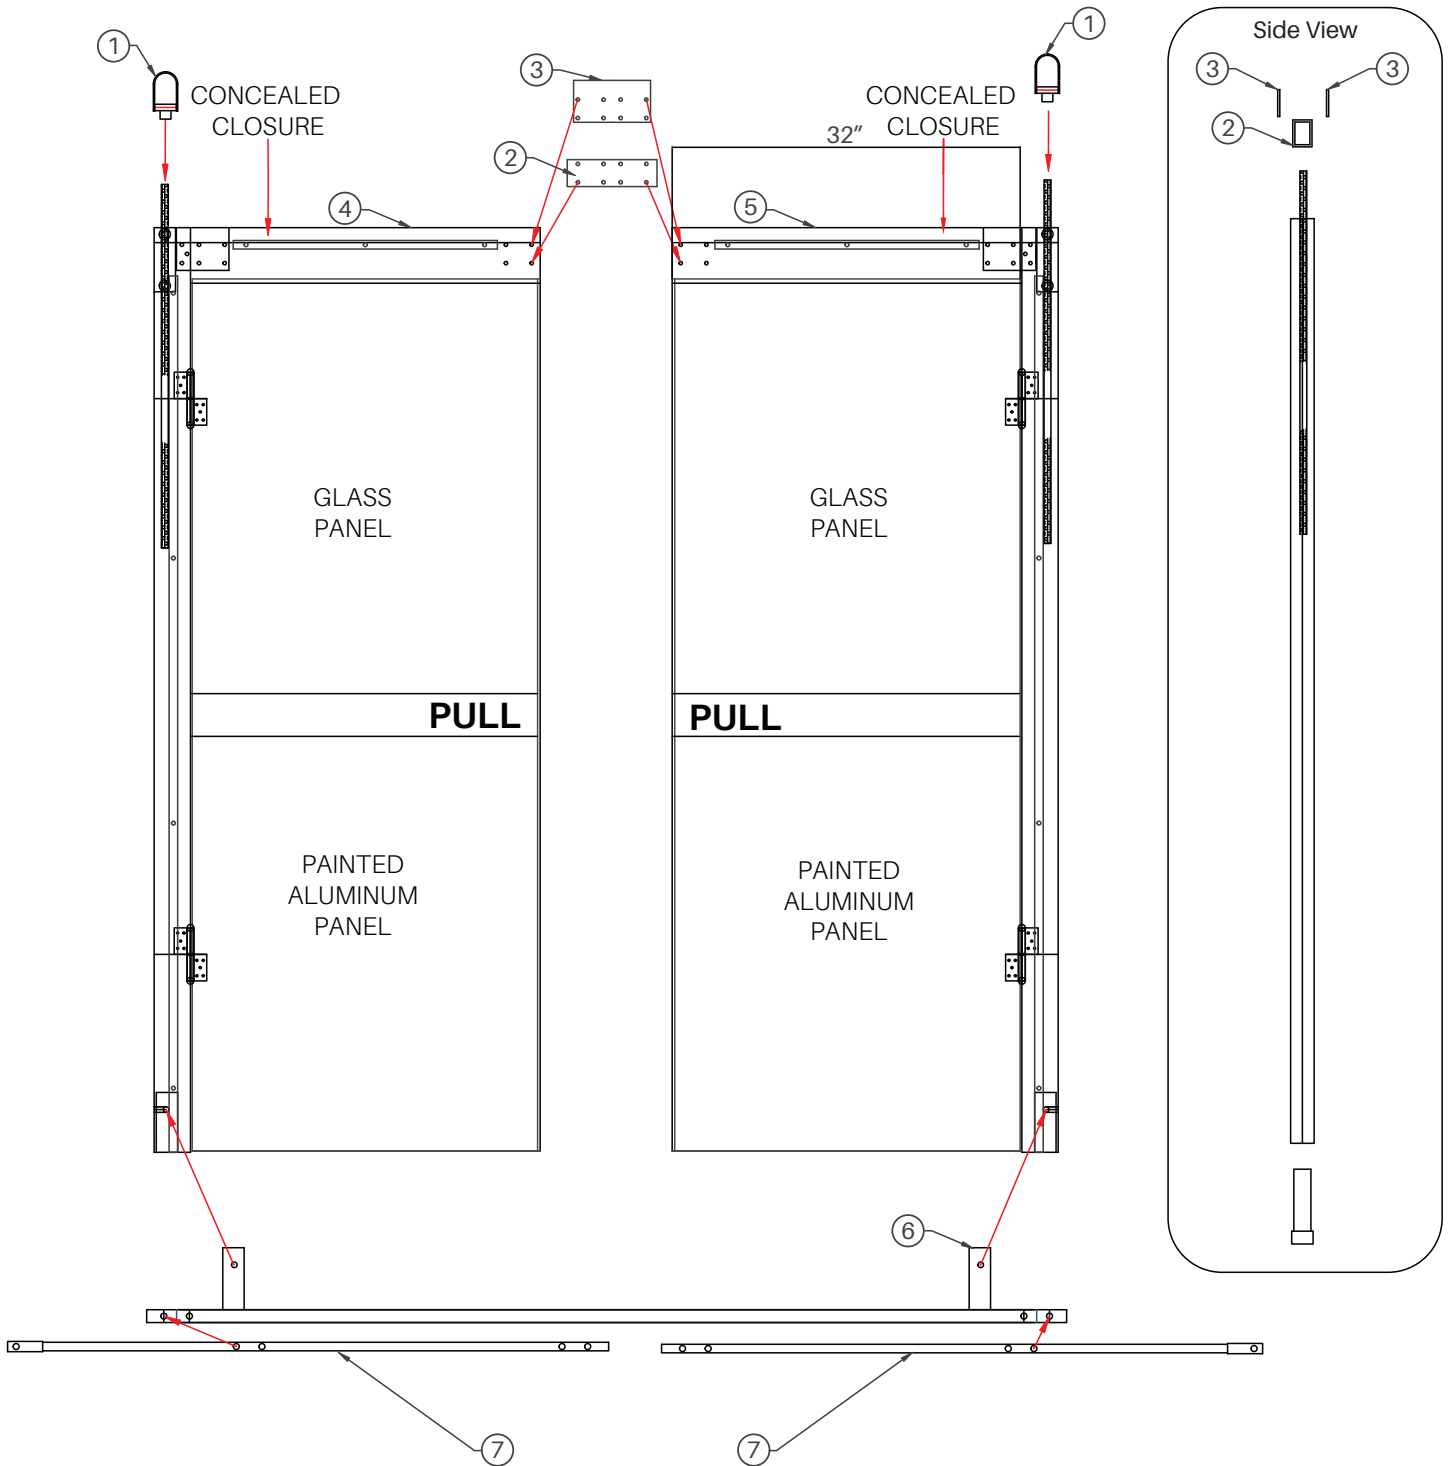 1
1
Side View
3
3
3
CONCEALED
CLOSURE
CONCEALED
CLOSURE
32”
2
2
4
5
GLASS
PANEL
GLASS
PANEL
PULL
PULL
PAINTED
ALUMINUM
PANEL
PAINTED
ALUMINUM
PANEL
6
7
7